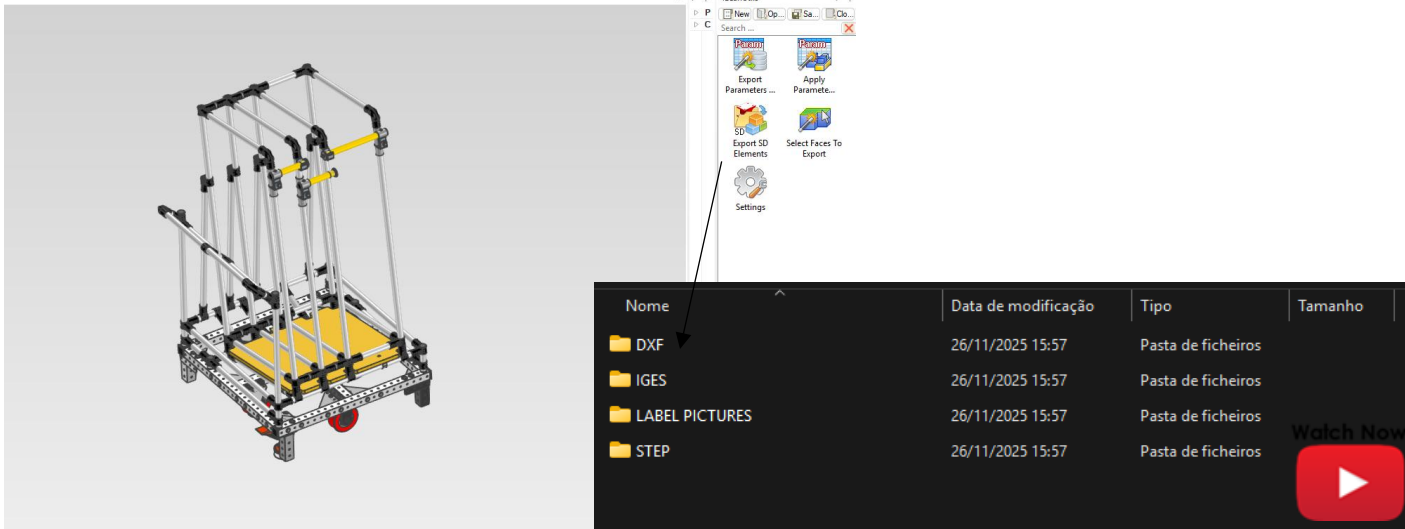 P
C
New Op... Sa... Clo...
Search ...
Param Param
Export
Parameters ...
Apply
Paramete...
SD
Export SD
Elements
Select Faces To
Export
Settings
Nome Data de modificação Tipo Tamanho
DXF 26/11/2025 15:57 Pasta de ficheiros
IGES 26/11/2025 15:57 Pasta de ficheiros
LABEL PICTURES 26/11/2025 15:57 Pasta de ficheiros
STEP 26/11/2025 15:57 Pasta de ficheiros
Watch Now